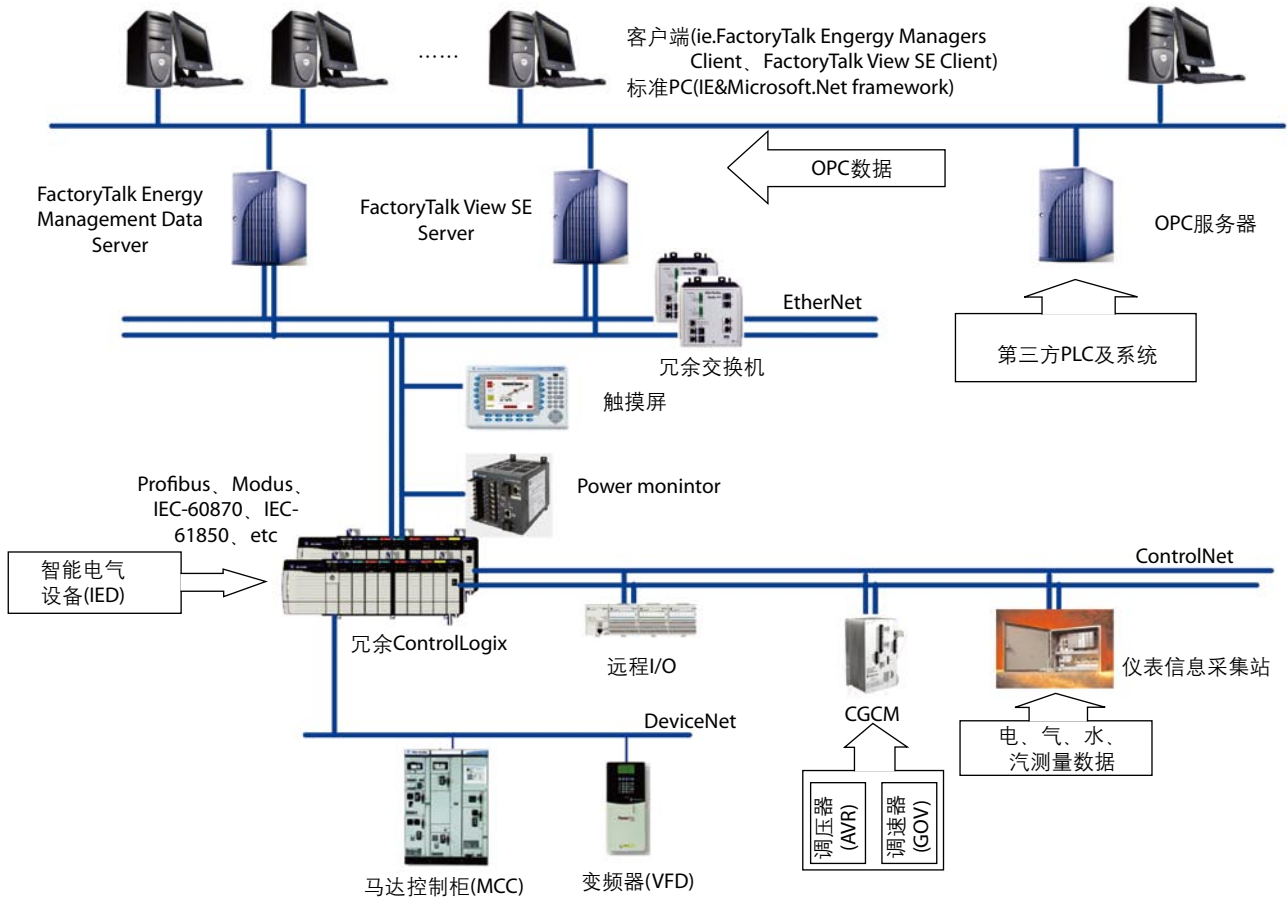 客户端(ie.FactoryTalk Engergy Managers
Client、FactoryTalk View SE Client)
标准PC(IE&Microsoft.Net framework)
……
OPC数据
FactoryTalk Energy
Management Data
Server
FactoryTalk View SE
Server
OPC服务器
EtherNet
冗余交换机
第三方PLC及系统
触摸屏
Profibus、Modus、
IEC-60870、IEC-
61850、etc
Power monintor
智能电气
设备(IED)
ControlNet
冗余ControlLogix
远程I/O
CGCM
仪表信息采集站
DeviceNet
电、气、水、
汽测量数据
调压器
(AVR)
调速器
(GOV)
马达控制柜(MCC)
变频器(VFD)